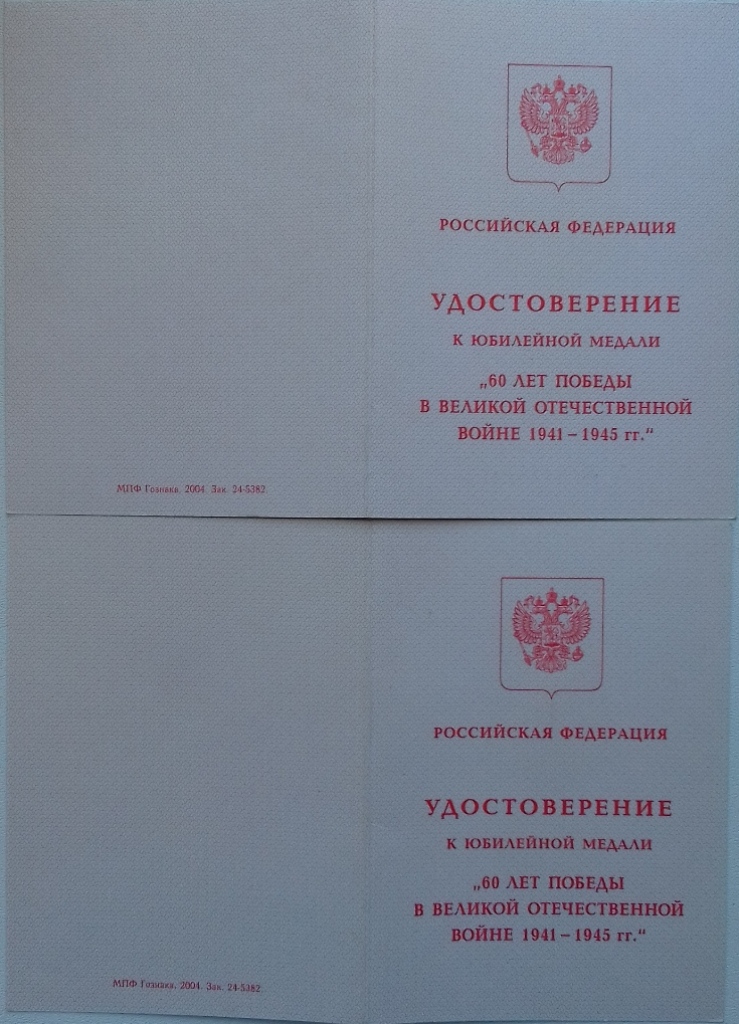 РОССИЙСКАЯ ФЕДЕРАЦИЯ
УДОСТОВЕРЕНИЕ
К ЮБИЛЕЙНОЙ МЕДАЛИ
„60 ЛЕТ ПОБЕДЫ
В ВЕЛИКОЙ ОТЕЧЕСТВЕННОЙ
ВОЙНЕ 1941 – 1945 гг.“
МПФ Гознака, 2004. Зак. 24-5382.
РОССИЙСКАЯ ФЕДЕРАЦИЯ
УДОСТОВЕРЕНИЕ
К ЮБИЛЕЙНОЙ МЕДАЛИ
„60 ЛЕТ ПОБЕДЫ
В ВЕЛИКОЙ ОТЕЧЕСТВЕННОЙ
ВОЙНЕ 1941 – 1945 гг.“
МПФ Гознака, 2004. Зак. 24-5382.